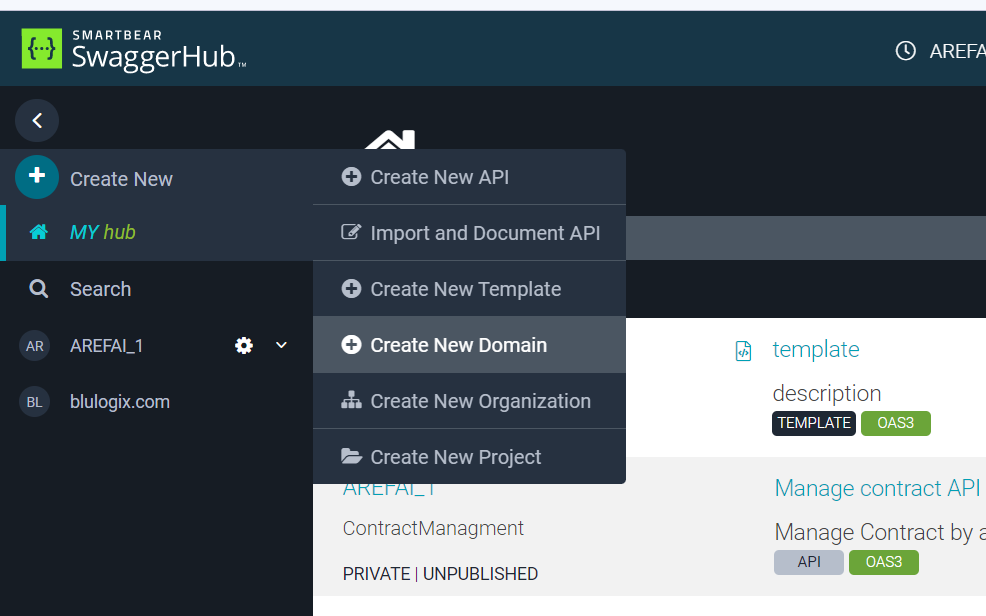 SMARTBEAR
SwaggerHub™
AREFA
Create New
MY hub
Search
AR AREFAI_1
BL blulogix.com
Create New API
Import and Document API
Create New Template
Create New Domain
Create New Organization
Create New Project
template
description
TEMPLATE OAS3
AREFAI_1
ContractManagment
PRIVATE | UNPUBLISHED
Manage contract API
Manage Contract by a
API OAS3